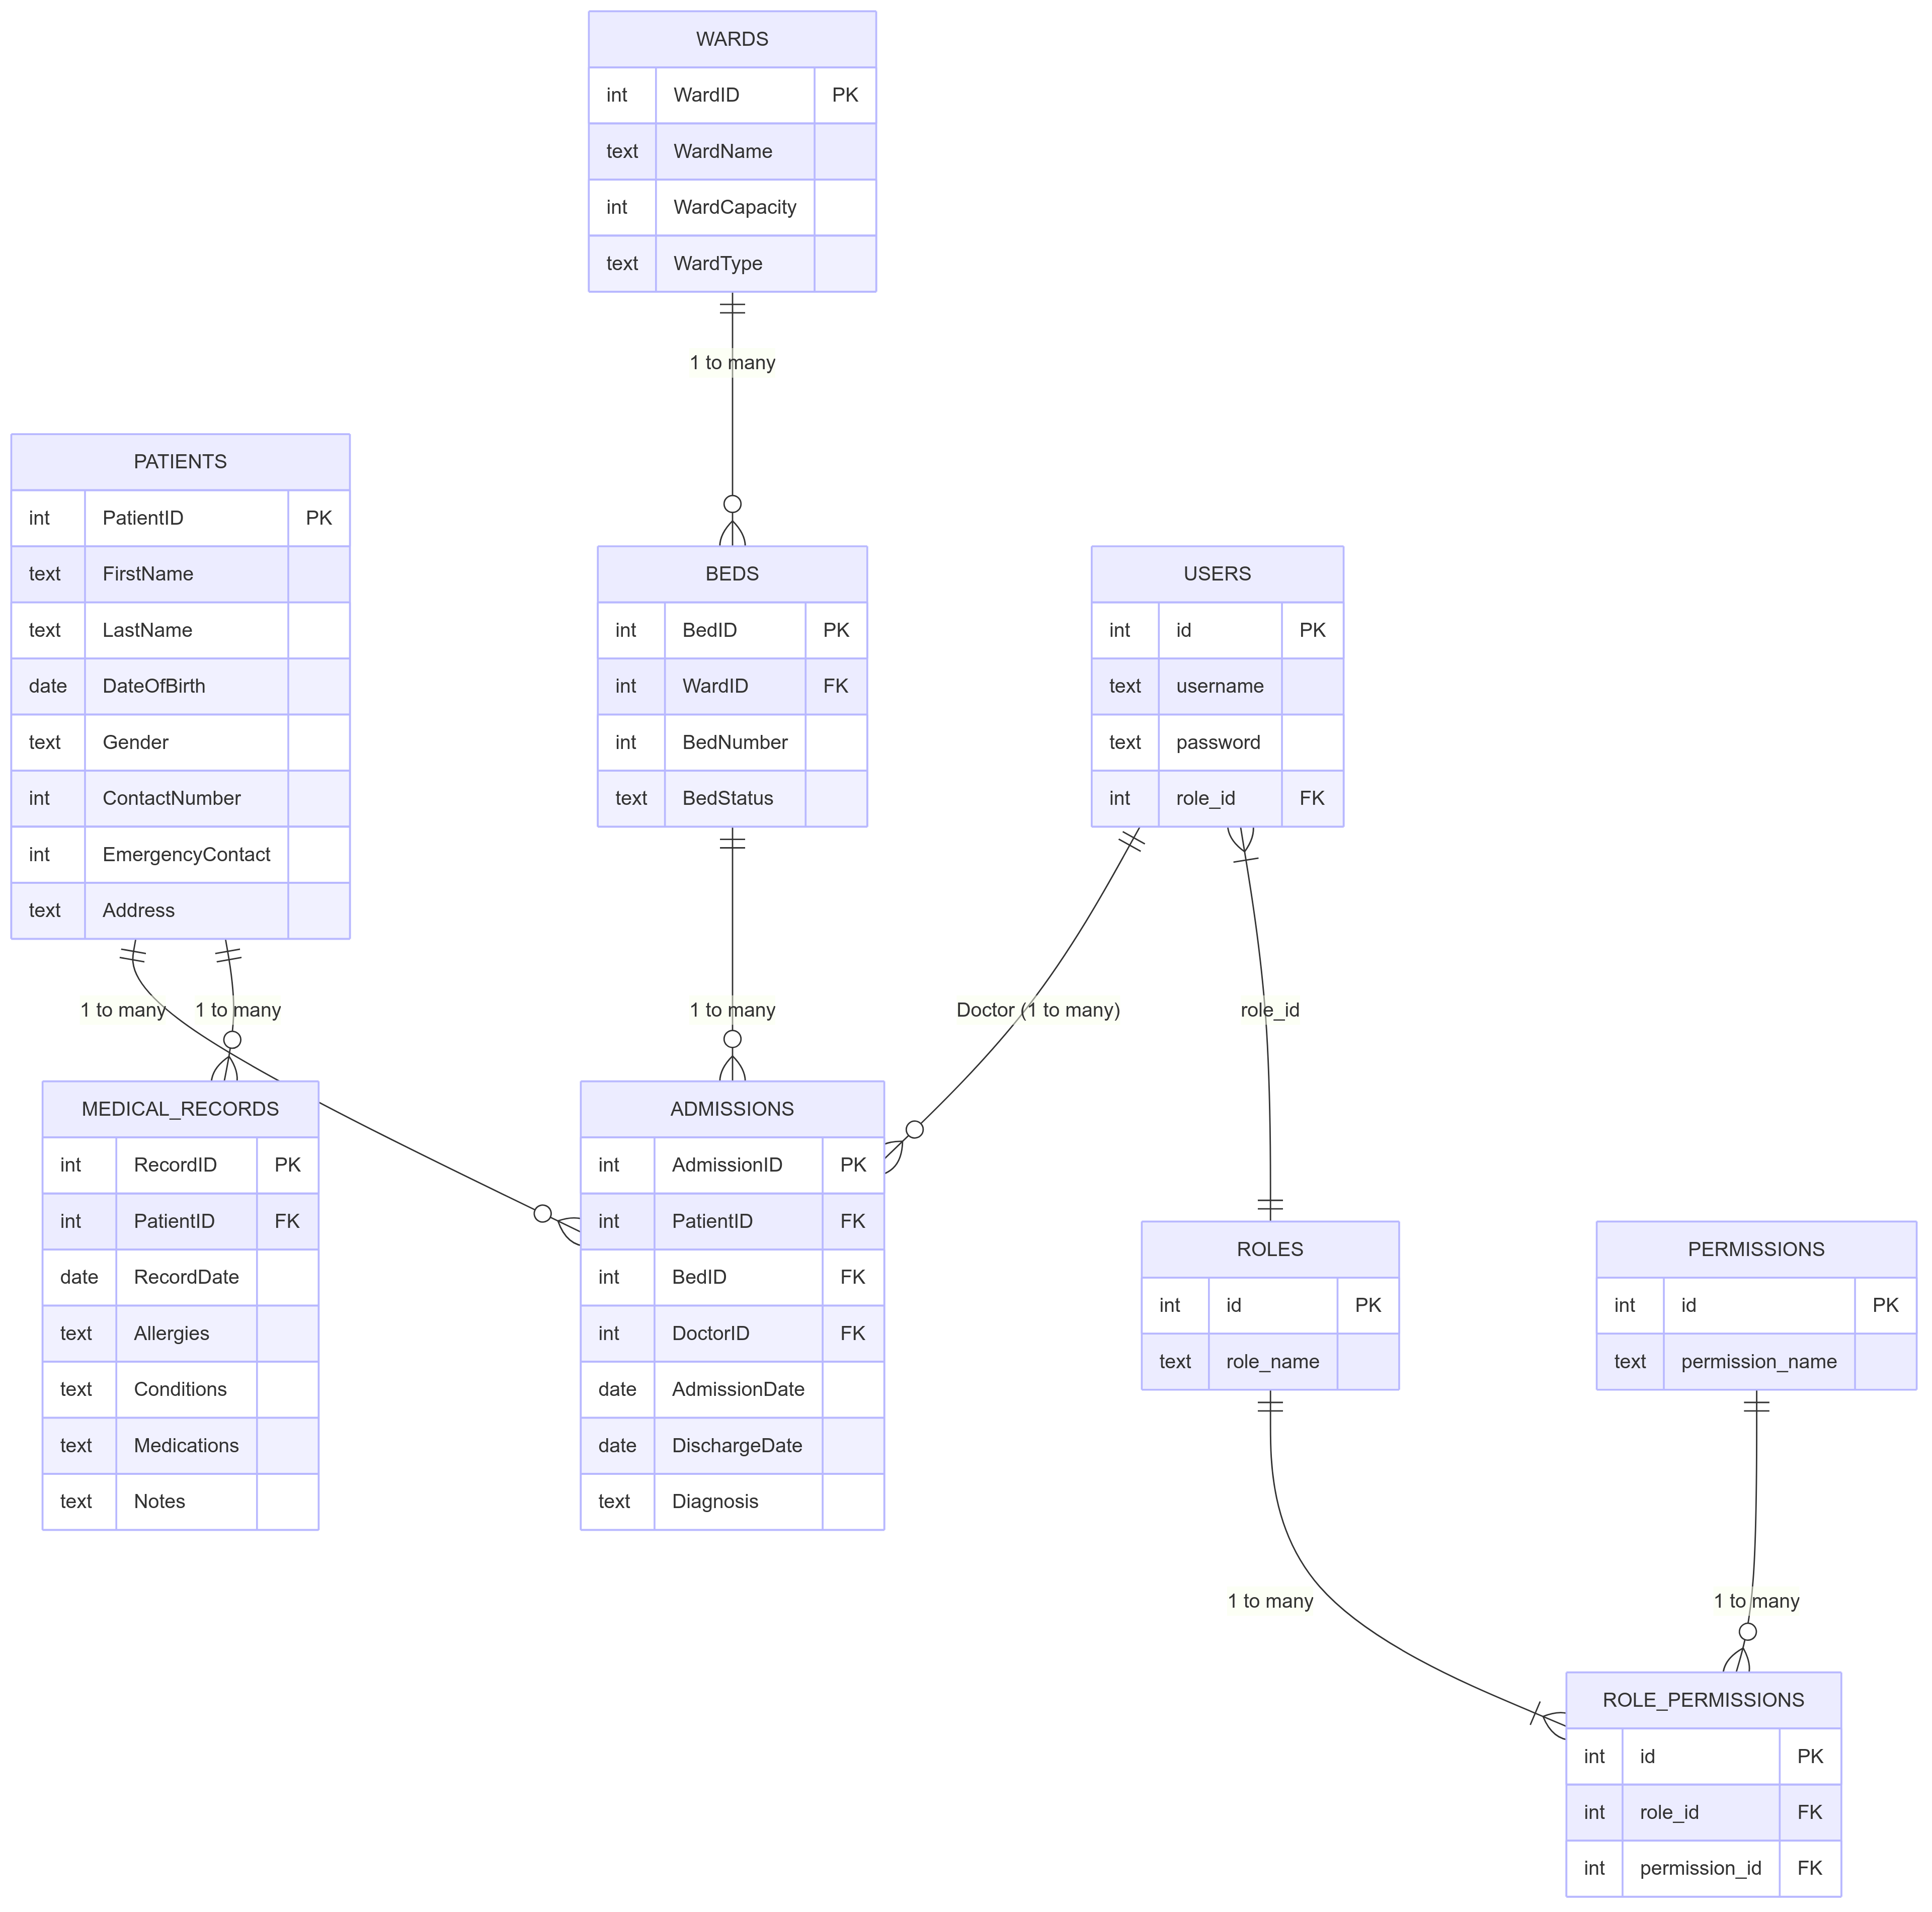 WARDS
int WardID PK
text WardName
int WardCapacity
text WardType
1 to many
PATIENTS
int PatientID PK
text FirstName
text LastName
date DateOfBirth
text Gender
int ContactNumber
int EmergencyContact
text Address
BEDS
int BedID PK
int WardID FK
int BedNumber
text BedStatus
USERS
int id PK
text username
text password
int role_id FK
1 to many
1 to many
1 to many
Doctor (1 to many)
role_id
MEDICAL_RECORDS
int RecordID PK
int PatientID FK
date RecordDate
text Allergies
text Conditions
text Medications
text Notes
ADMISSIONS
int AdmissionID PK
int PatientID FK
int BedID FK
int DoctorID FK
date AdmissionDate
date DischargeDate
text Diagnosis
ROLES
int id PK
text role_name
PERMISSIONS
int id PK
text permission_name
1 to many
1 to many
ROLE_PERMISSIONS
int id PK
int role_id FK
int permission_id FK